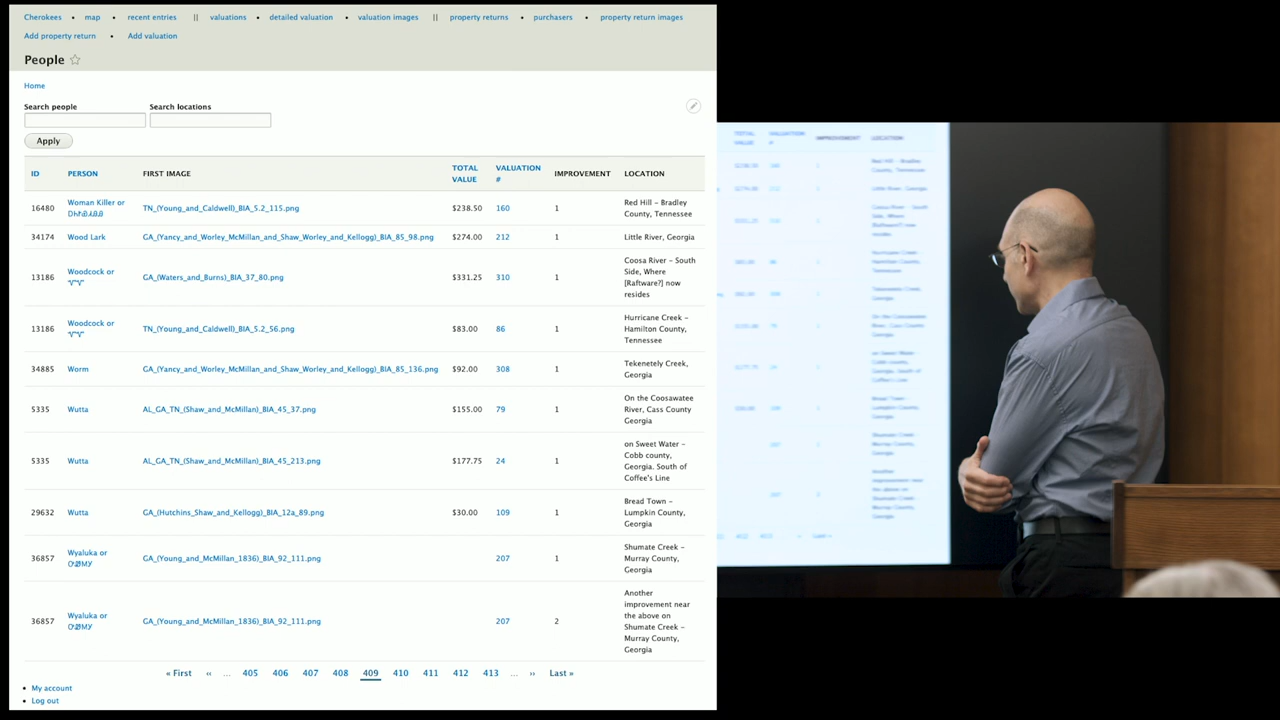 Cherokees • map • recent entries || valuations • detailed valuation • valuation images || property returns • purchasers • property return images
Add property return • Add valuation
People
Home
Search people Search locations
Apply
ID PERSON FIRST IMAGE TOTAL VALUE VALUATION # IMPROVEMENT LOCATION
16480 Woman Killer or TN_(Young_and_Caldwell)_BIA_5.2_115.png $238.50 160 1 Red Hill – Bradley
County, Tennessee
34174 Wood Lark GA_(Yancy_and_Worley_McMillan_and_Shaw_Worley_and_Kellogg)_BIA_85_98.png $274.00 212 1 Little River, Georgia
13186 Woodcock or GA_(Waters_and_Burns)_BIA_37_80.png $331.25 310 1 Coosa River – South
Side, Where
[Raftware?] now
resides
13186 Woodcock or TN_(Young_and_Caldwell)_BIA_5.2_56.png $83.00 86 1 Hurricane Creek –
Hamilton County,
Tennessee
34885 Worm GA_(Yancy_and_Worley_McMillan_and_Shaw_Worley_and_Kellogg)_BIA_85_136.png $92.00 308 1 Tekenetely Creek,
Georgia
5335 Wutta AL_GA_TN_(Shaw_and_McMillan)_BIA_45_37.png $155.00 79 1 On the Coosawatee
River, Cass County
Georgia
5335 Wutta AL_GA_TN_(Shaw_and_McMillan)_BIA_45_213.png $177.75 24 1 on Sweet Water –
Cobb county,
Georgia. South of
Coffee's Line
29632 Wutta GA_(Hutchins_Shaw_and_Kellogg)_BIA_12a_89.png $30.00 109 1 Bread Town –
Lumpkin County,
Georgia
36857 Wyaluka or GA_(Young_and_McMillan_1836)_BIA_92_111.png 207 1 Shumate Creek –
Murray County,
Georgia
36857 Wyaluka or GA_(Young_and_McMillan_1836)_BIA_92_111.png 207 2 Another
improvement near
the above on
Shumate Creek –
Murray County,
Georgia
« First ‹‹ … 405 406 407 408 409 410 411 412 413 … ›› Last »
• My account
• Log out